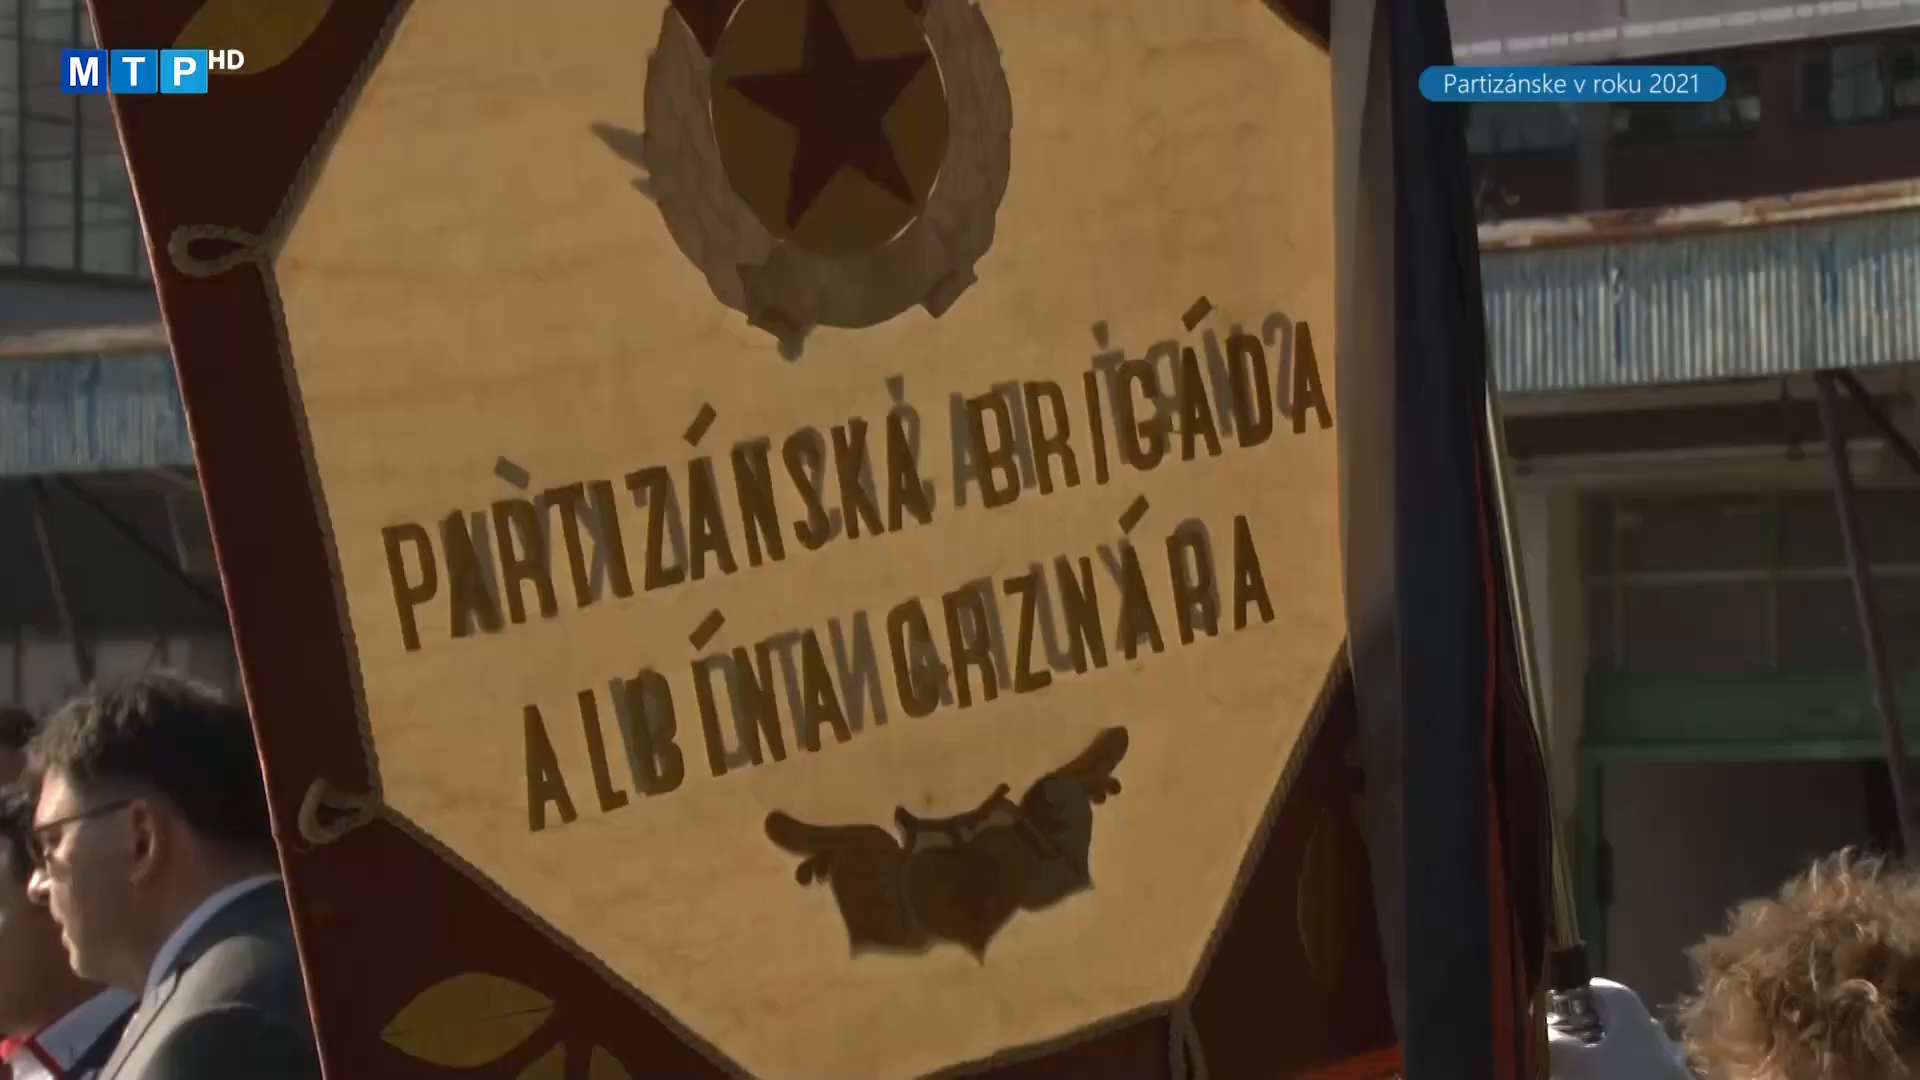 MTP HD
Partizánske v roku 2021
PARTIZÁNSKA BRIGÁDA
ALBÍNA GRZNÁRA